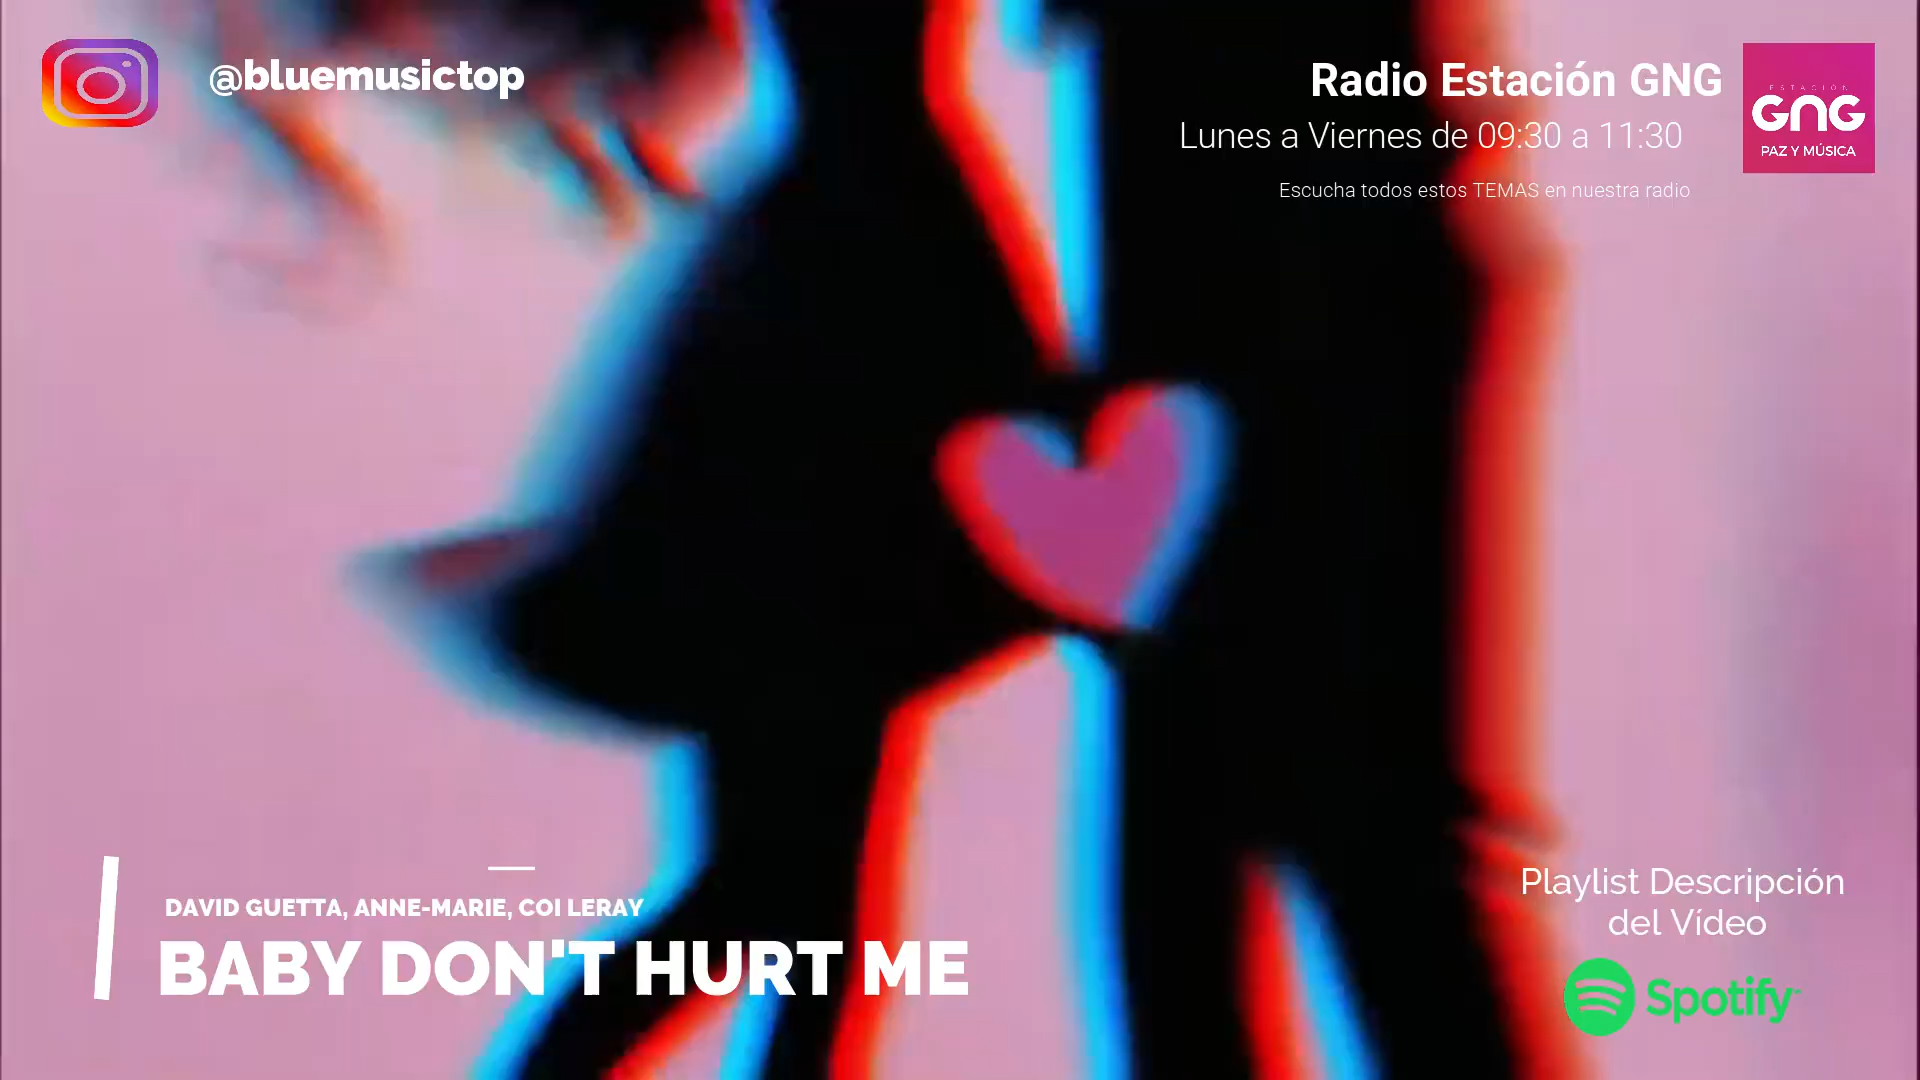 @bluemusictop
Radio Estación GNG
Lunes a Viernes de 09:30 a 11:30
Escucha todos estos TEMAS en nuestra radio
ESTACIÓN
GNG
PAZ Y MÚSICA
DAVID GUETTA, ANNE-MARIE, COI LERAY
BABY DON'T HURT ME
Playlist Descripción
del Vídeo
Spotify